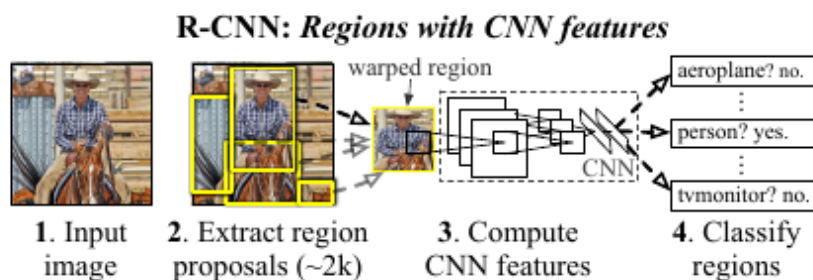 R-CNN: Regions with CNN features
warped region
aeroplane? no.
person? yes.
CNN
tvmonitor? no.
1. Input
image
2. Extract region
proposals (~2k)
3. Compute
CNN features
4. Classify
regions